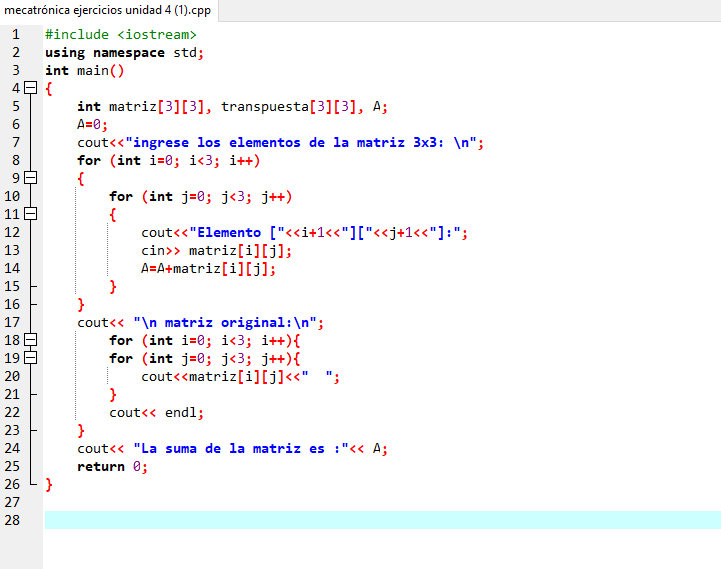 mecatrónica ejercicios unidad 4 (1).cpp
1 #include <iostream>
2 using namespace std;
3 int main()
4 {
5     int matriz[3][3], transpuesta[3][3], A;
6     A=0;
7     cout<<"ingrese los elementos de la matriz 3x3: \n";
8     for (int i=0; i<3; i++)
9     {
10         for (int j=0; j<3; j++)
11         {
12             cout<<"Elemento ["<<i+1<<"]["<<j+1<<"]:";
13             cin>> matriz[i][j];
14             A=A+matriz[i][j];
15         }
16     }
17     cout<< "\n matriz original:\n";
18         for (int i=0; i<3; i++){
19         for (int j=0; j<3; j++){
20             cout<<matriz[i][j]<<"  ";
21         }
22         cout<< endl;
23     }
24     cout<< "La suma de la matriz es :"<< A;
25     return 0;
26 }
27
28